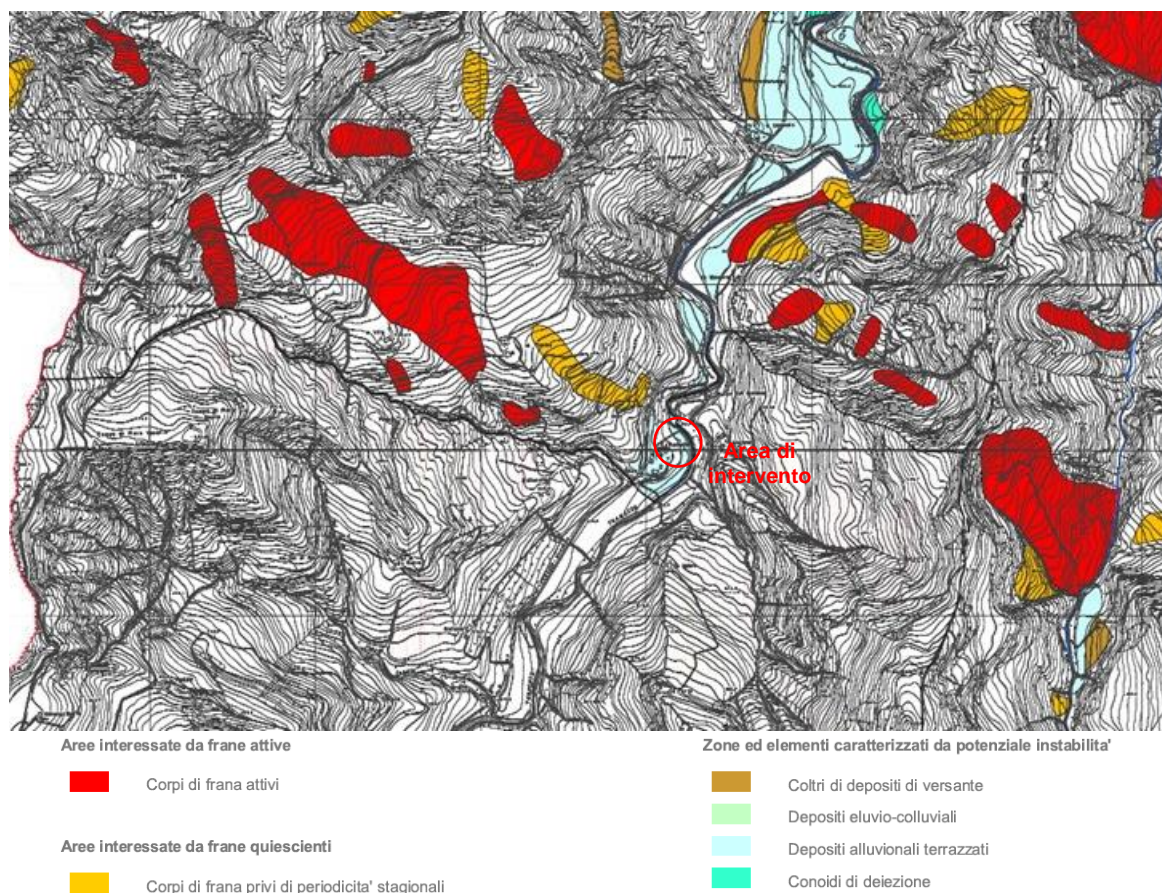 Area di
intervento
Aree interessate da frane attive
Corpi di frana attivi
Aree interessate da frane quiescienti
Corpi di frana privi di periodicita' stagionali
Zone ed elementi caratterizzati da potenziale instabilita'
Coltri di depositi di versante
Depositi eluvio-colluviali
Depositi alluvionali terrazzati
Conoidi di deiezione